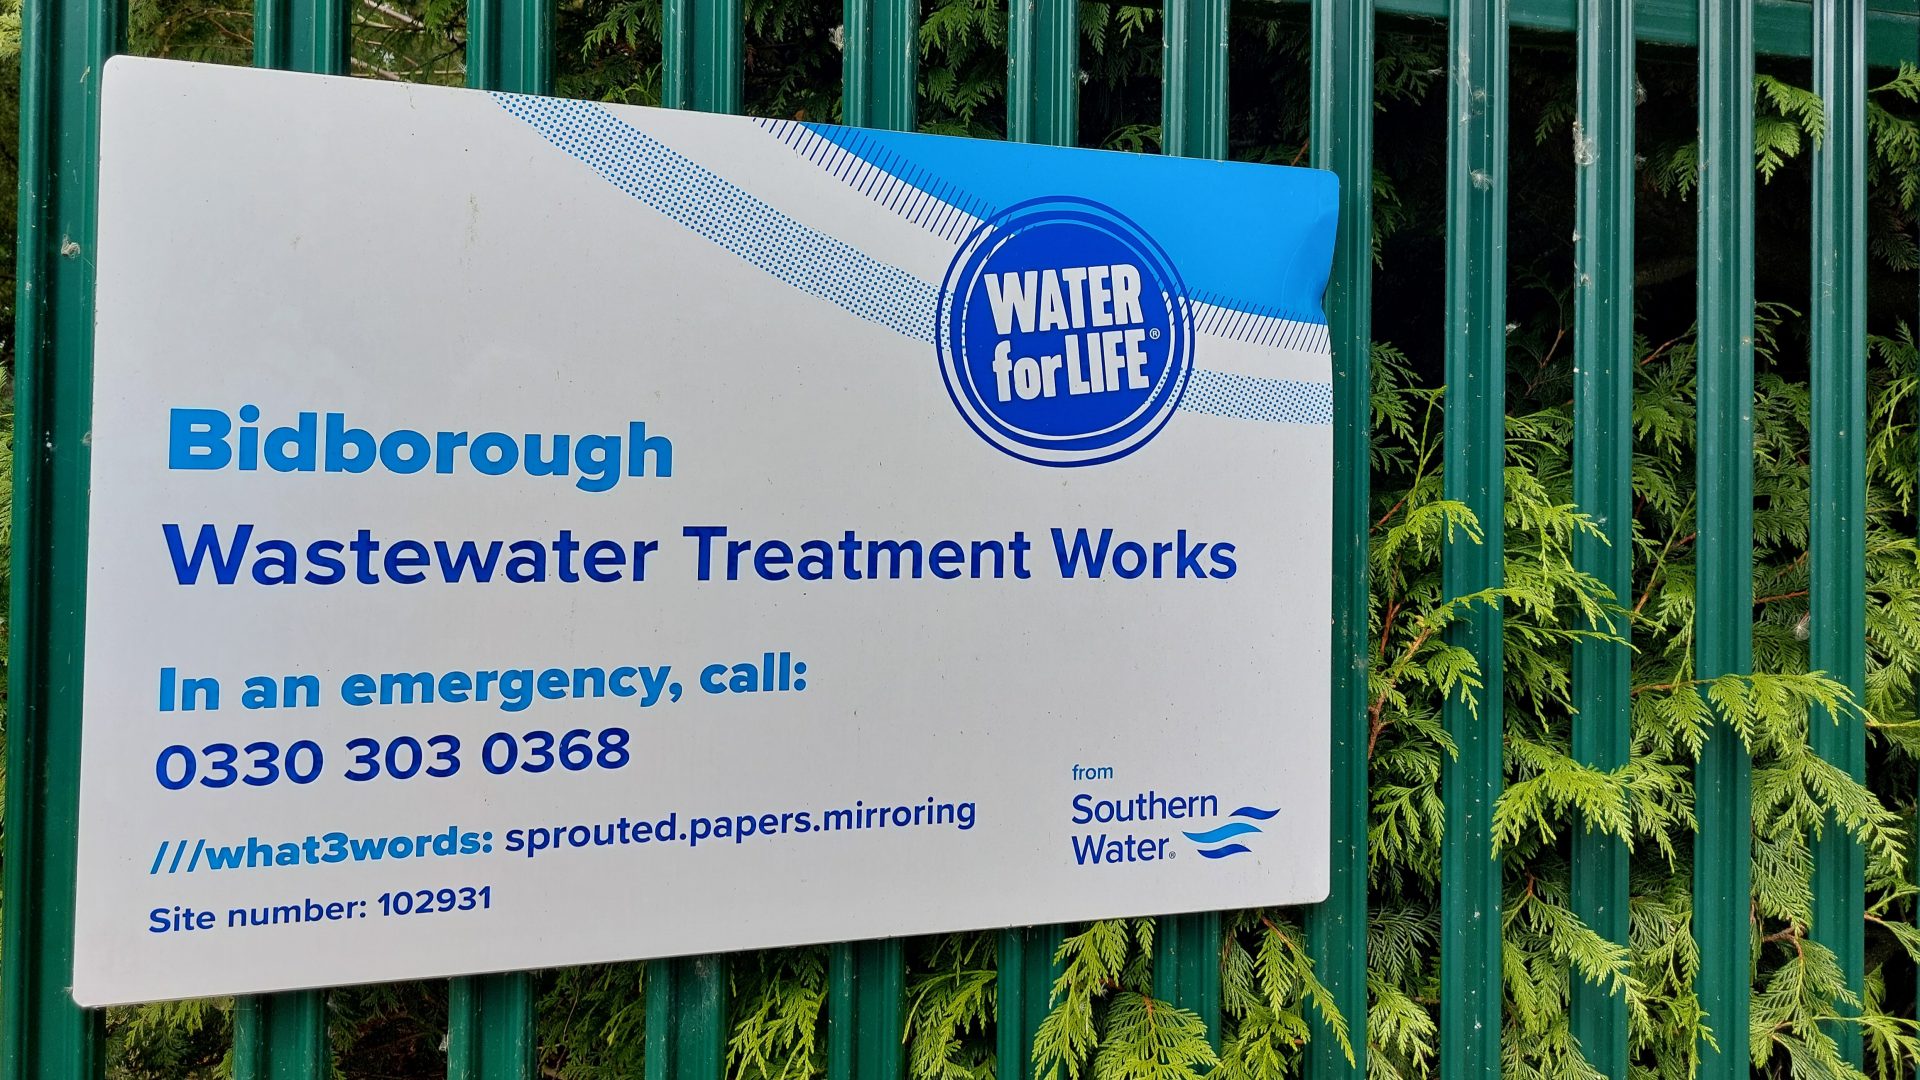 WATER
for LIFE®
Bidborough
Wastewater Treatment Works
In an emergency, call:
0330 303 0368
///what3words: sprouted.papers.mirroring
Site number: 102931
from
Southern
Water®